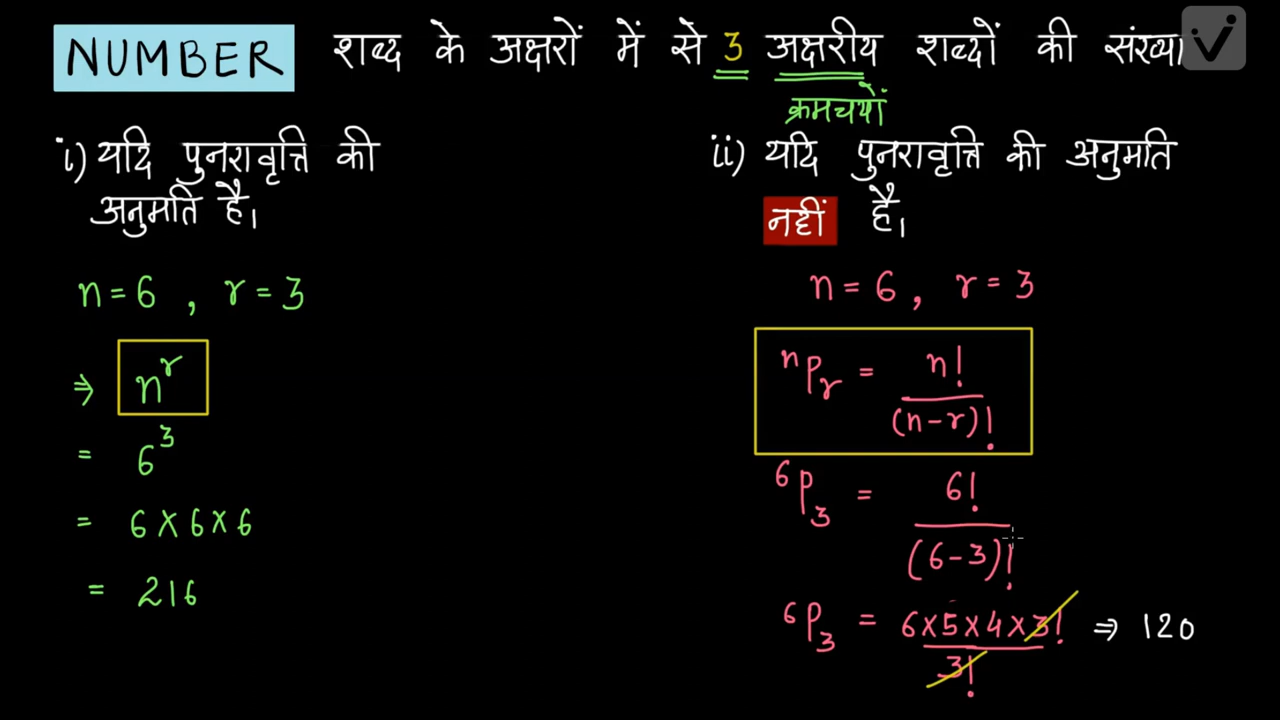 NUMBER शब्द के अक्षरों में से 3 अक्षरीय शब्दों की संख्या
क्रमचयों
i) यदि पुनरावृत्ति की
अनुमति है।
n = 6 , r = 3
⇒ n^r
= 6^3
= 6 × 6 × 6
= 216
ii) यदि पुनरावृत्ति की अनुमति
नहीं है।
n = 6 , r = 3
ⁿPᵣ = n! / (n-r)!
⁶P₃ = 6! / (6-3)!
⁶P₃ = 6×5×4×3! / 3! ⇒ 120